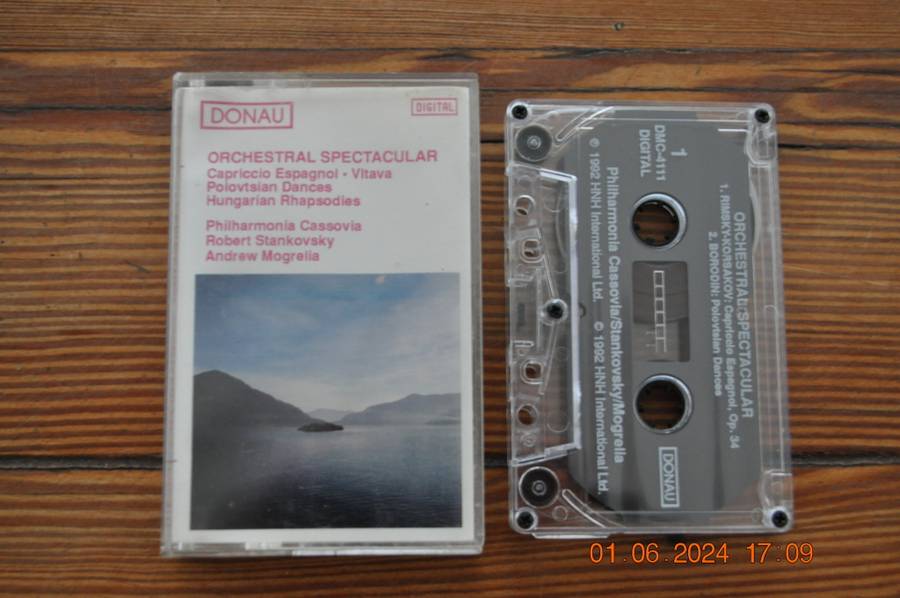 DONAU
DIGITAL
ORCHESTRAL SPECTACULAR
Capriccio Espagnol - Vltava
Polovtsian Dances
Hungarian Rhapsodies
Philharmonia Cassovia
Robert Stankovsky
Andrew Mogrelia
ORCHESTRAL SPECTACULAR
1. RIMSKY-KORSAKOV: Capriccio Espagnol, Op. 34
2. BORODIN: Polovtsian Dances
1
DMC-4111
DIGITAL
DONAU
Philharmonia Cassovia/Stankovsky/Mogrelia
℗ 1992 HNH International Ltd. © 1992 HNH International Ltd.
01.06.2024 17:09